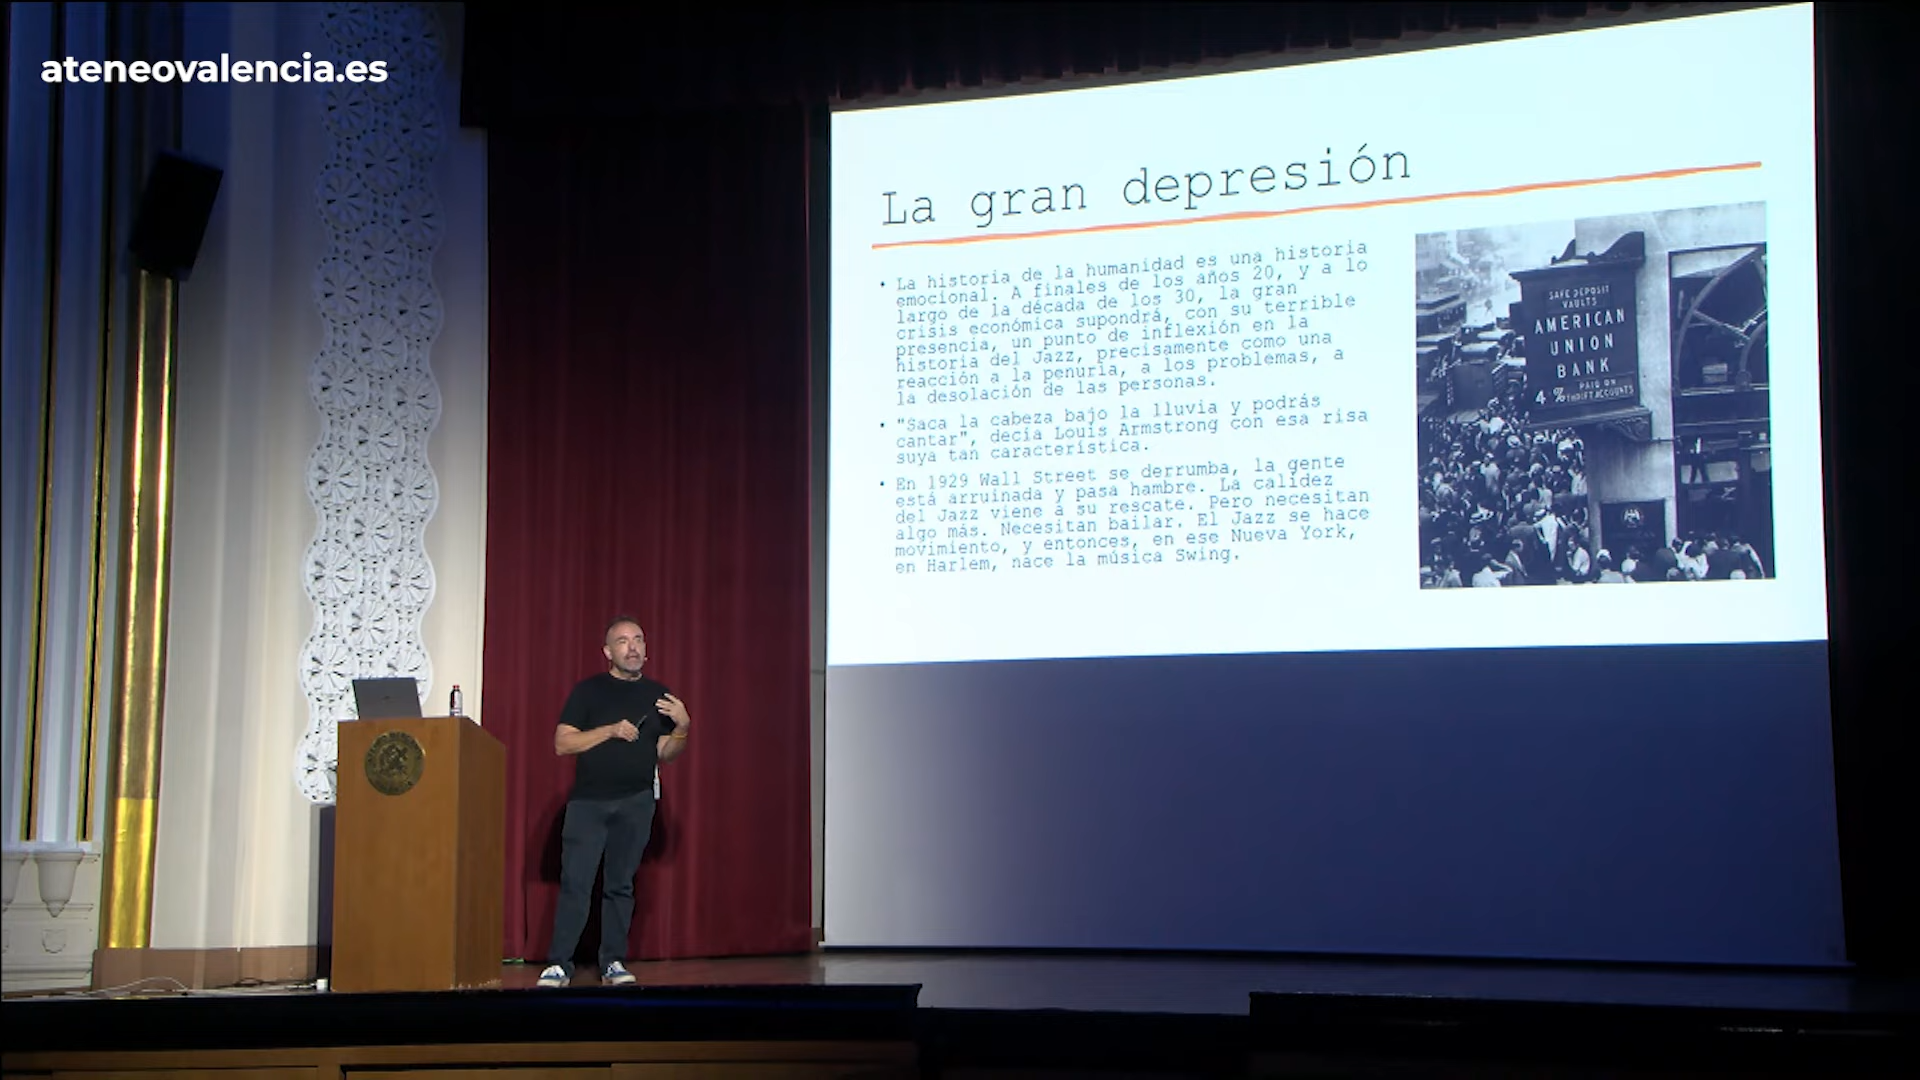 ateneovalencia.es
La gran depresión
• La historia de la humanidad es una historia
emocional. A finales de los años 20, y a lo
largo de la década de los 30, la gran
crisis económica supondrá, con su terrible
presencia, un punto de inflexión en la
historia del Jazz, precisamente como una
reacción a la penuria, a los problemas, a
la desolación de las personas.
• "Saca la cabeza bajo la lluvia y podrás
cantar", decía Louis Armstrong con esa risa
suya tan característica.
• En 1929 Wall Street se derrumba, la gente
está arruinada y pasa hambre. La calidez
del Jazz viene a su rescate. Pero necesitan
algo más. Necesitan bailar. El Jazz se hace
movimiento, y entonces, en ese Nueva York,
en Harlem, nace la música Swing.
SAFE DEPOSIT
VAULTS
AMERICAN
UNION
BANK
4% PAID ON
THRIFT ACCOUNTS